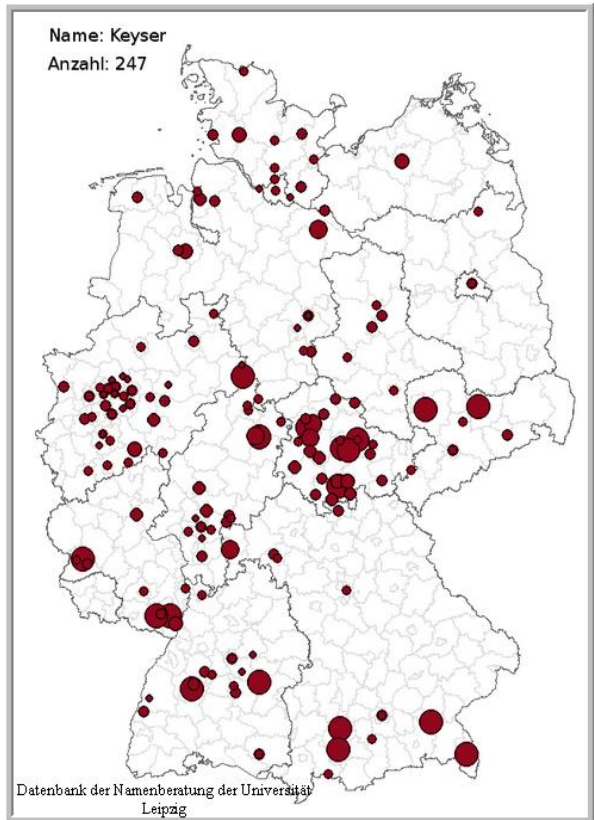 Name: Keyser
Anzahl: 247
Datenbank der Namenberatung der Universität
Leipzig